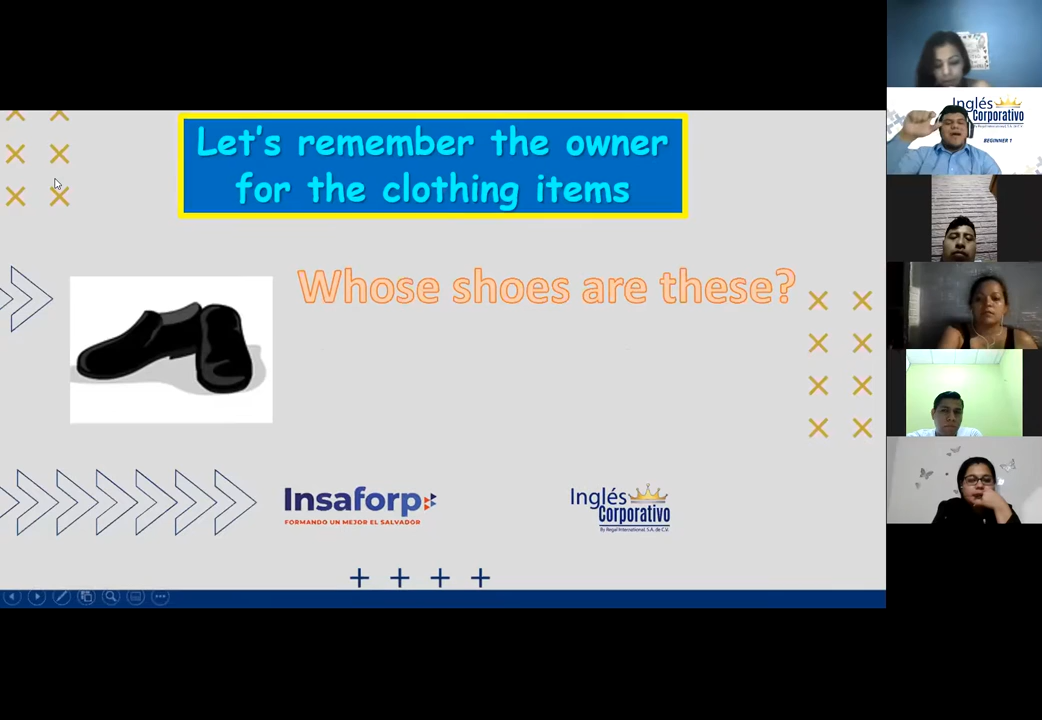 Let's remember the owner
for the clothing items
Whose shoes are these?
Insaforp
FORMANDO UN MEJOR EL SALVADOR
Inglés
Corporativo
By Regal International, S.A. de C.V.
Inglés
Corporativo
BEGINNER 1